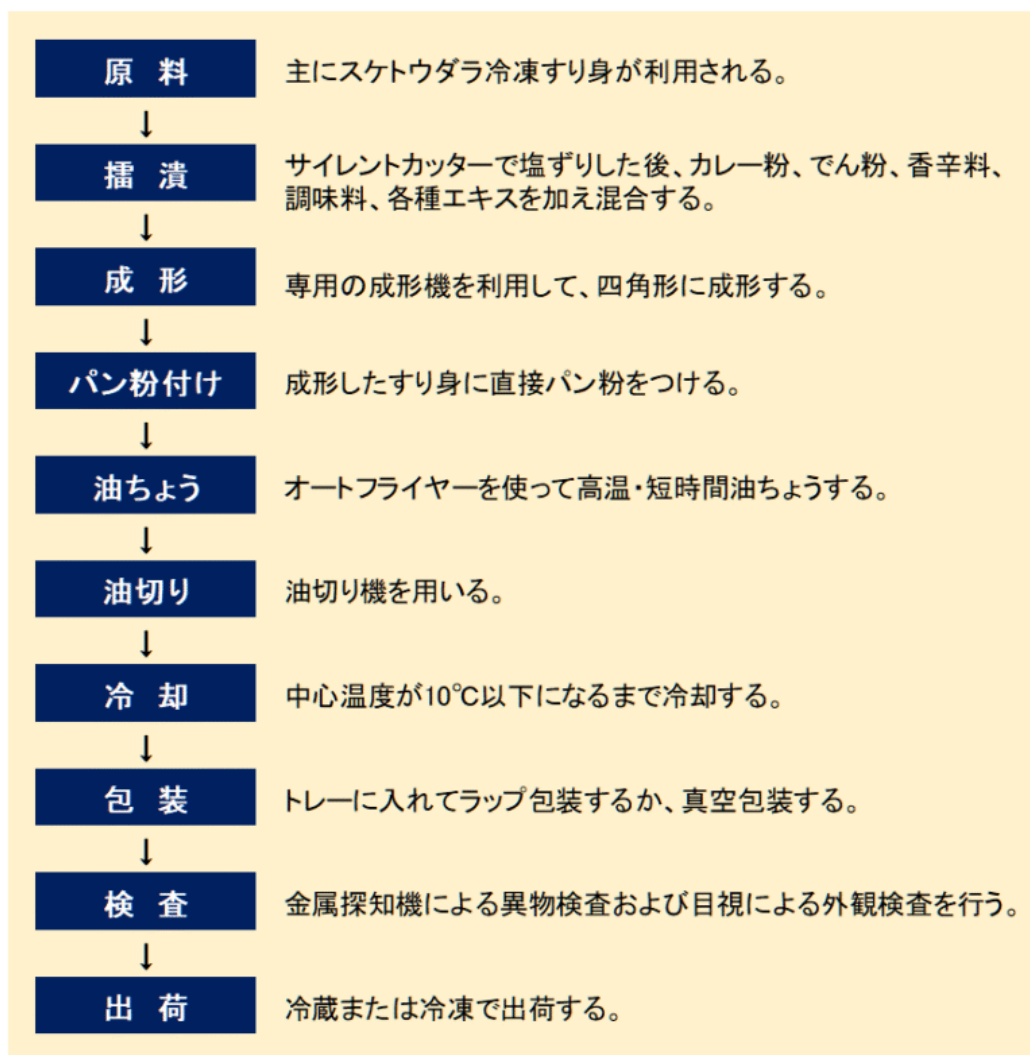 原 料
主にスケトウダラ冷凍すり身が利用される。
↓
擂 潰
サイレントカッターで塩ずりした後、カレー粉、でん粉、香辛料、
調味料、各種エキスを加え混合する。
↓
成 形
専用の成形機を利用して、四角形に成形する。
↓
パン粉付け
成形したすり身に直接パン粉をつける。
↓
油ちょう
オートフライヤーを使って高温・短時間油ちょうする。
↓
油切り
油切り機を用いる。
↓
冷 却
中心温度が10℃以下になるまで冷却する。
↓
包 装
トレーに入れてラップ包装するか、真空包装する。
↓
検 査
金属探知機による異物検査および目視による外観検査を行う。
↓
出 荷
冷蔵または冷凍で出荷する。